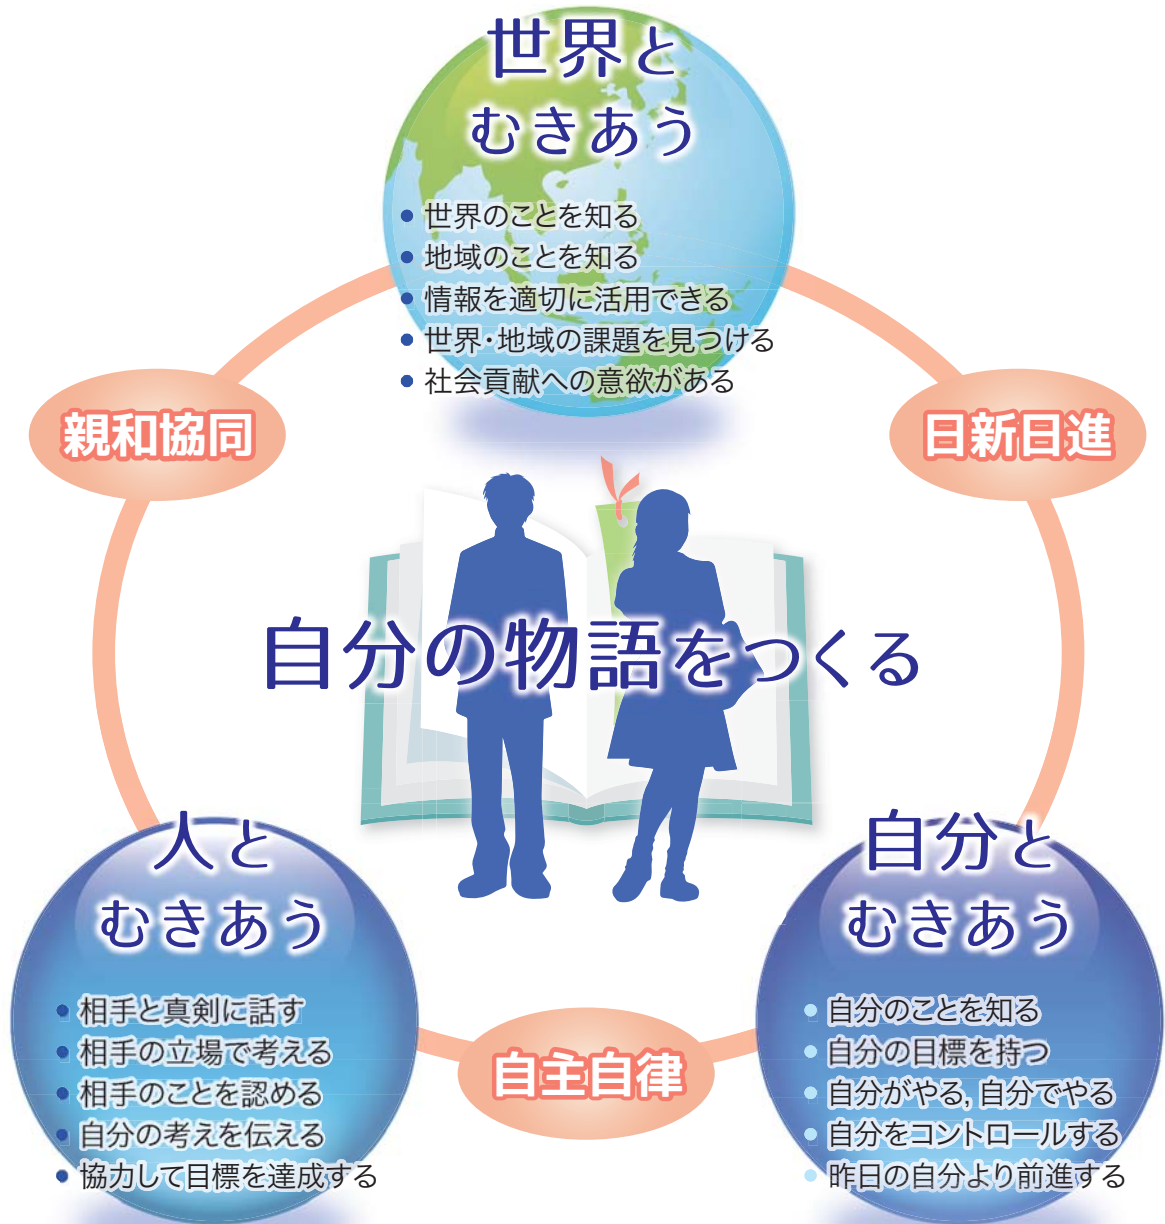 世界と
むきあう
• 世界のことを知る
• 地域のことを知る
• 情報を適切に活用できる
• 世界・地域の課題を見つける
• 社会貢献への意欲がある
親和協同
日新日進
自分の物語をつくる
人と
むきあう
• 相手と真剣に話す
• 相手の立場で考える
• 相手のことを認める
• 自分の考えを伝える
• 協力して目標を達成する
自主自律
自分と
むきあう
• 自分のことを知る
• 自分の目標を持つ
• 自分がやる, 自分でやる
• 自分をコントロールする
• 昨日の自分より前進する